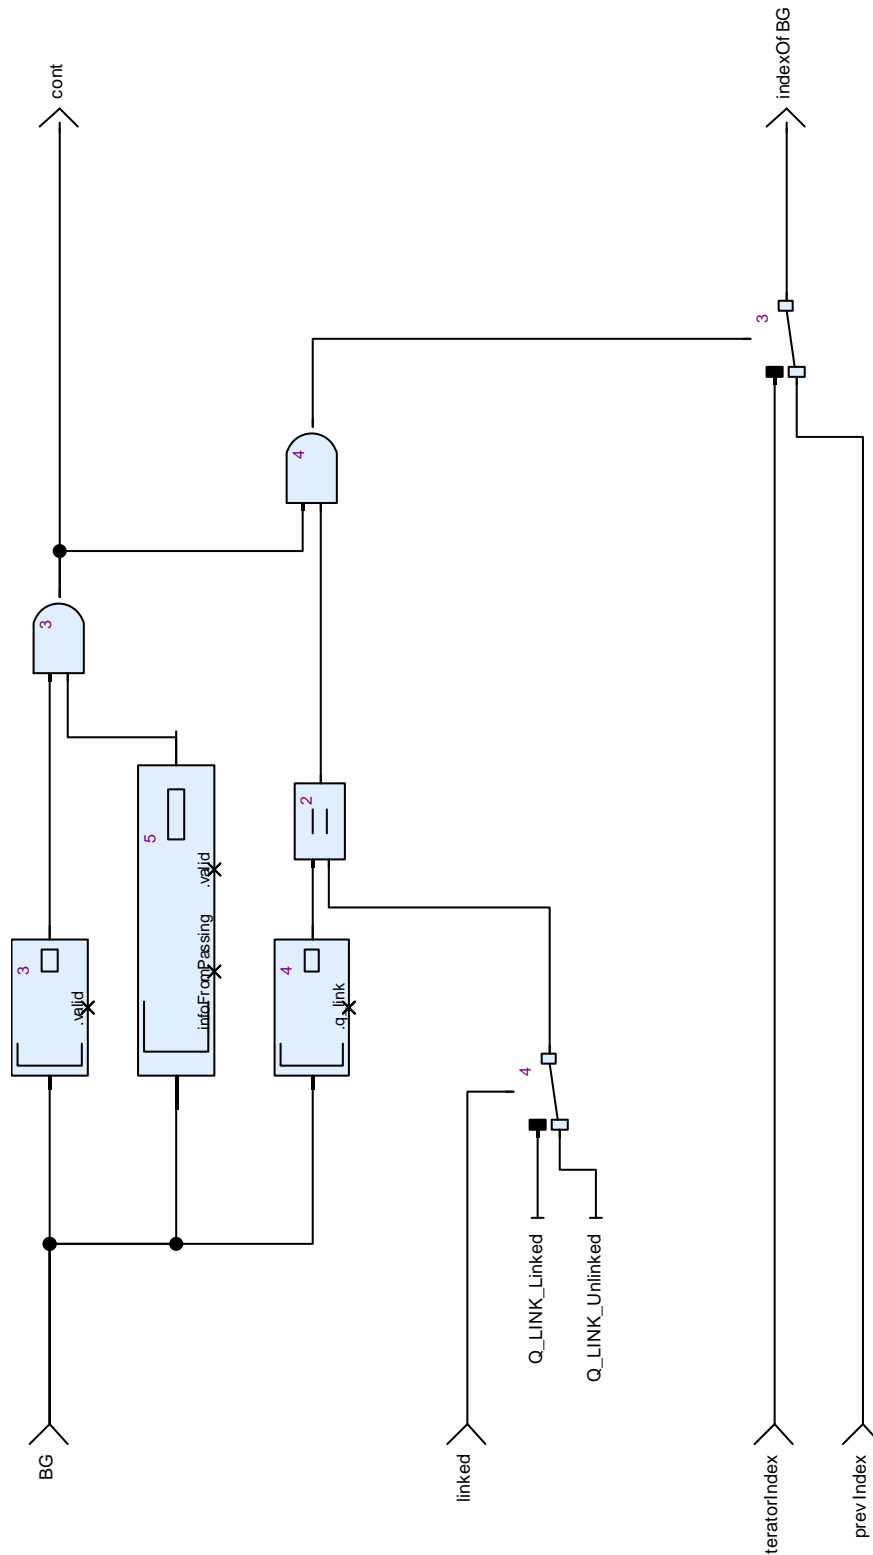 cont
indexOf BG
3
4
3
5
.valid
.infoFromPassing
2
3
.valid
4
.q_link
4
Q_LINK_Linked
Q_LINK_Unlinked
BG
linked
teratorIndex
prev Index
3